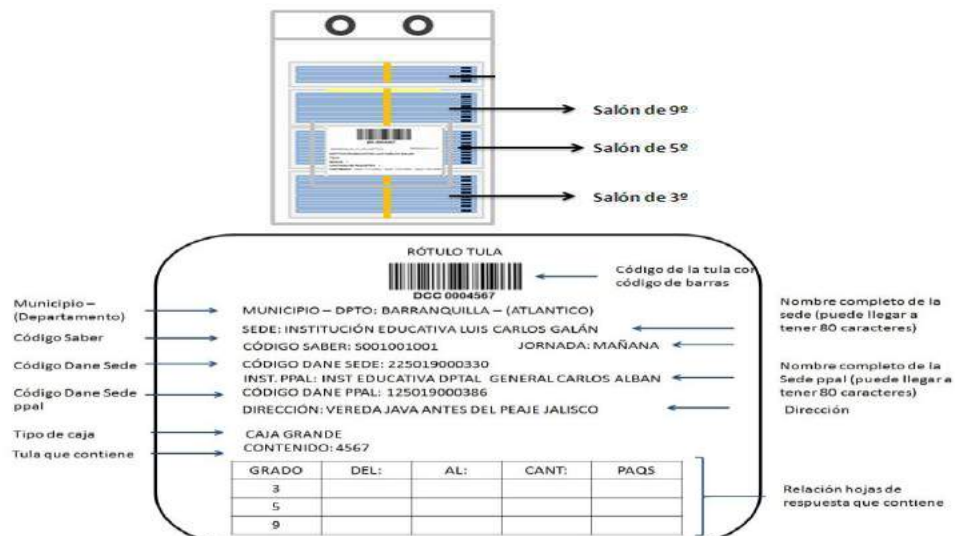 Salón de 9º
Salón de 5º
Salón de 3º
RÓTULO TULA
Código de la tula con código de barras
DCC 0004567
Municipio – (Departamento)
MUNICIPIO – DPTO: BARRANQUILLA – (ATLANTICO)
Nombre completo de la sede (puede llegar a tener 80 caracteres)
SEDE: INSTITUCIÓN EDUCATIVA LUIS CARLOS GALÁN
Código Saber
CÓDIGO SABER: S001001001
JORNADA: MAÑANA
Código Dane Sede
CÓDIGO DANE SEDE: 225019000330
INST. PPAL: INST EDUCATIVA DPTAL GENERAL CARLOS ALBAN
Nombre completo de la Sede ppal (puede llegar a tener 80 caracteres)
Código Dane Sede ppal
CÓDIGO DANE PPAL: 125019000386
DIRECCIÓN: VEREDA JAVA ANTES DEL PEAJE JALISCO
Dirección
Tipo de caja
CAJA GRANDE
Tula que contiene
CONTENIDO: 4567
GRADO DEL: AL: CANT: PAQS
3
5
9
Relación hojas de respuesta que contiene